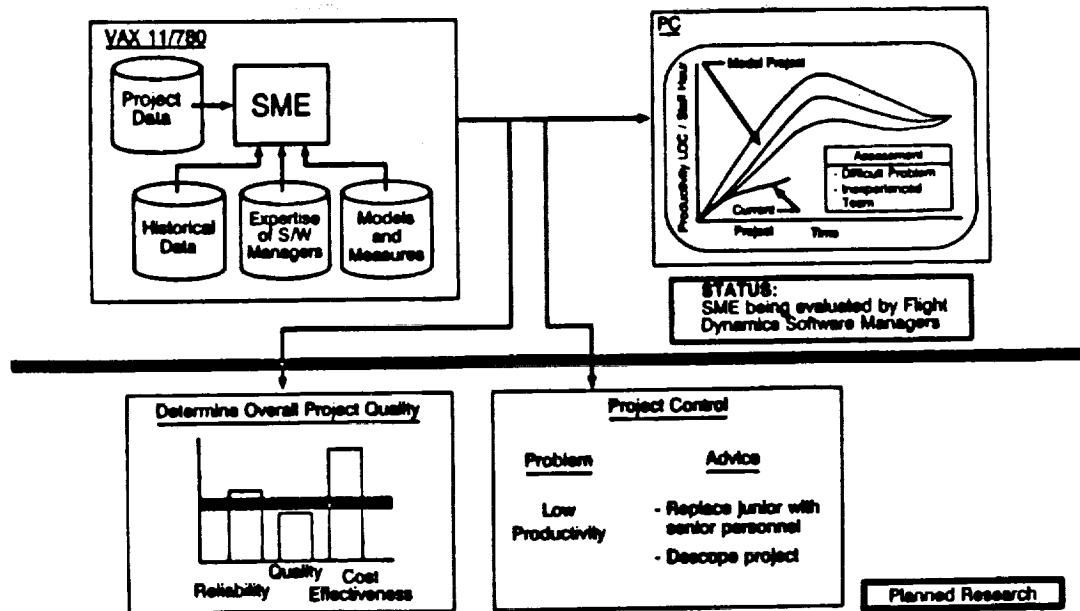 VAX 11/780
Project
Data
SME
Historical
Data
Expertise
of S/W
Managers
Models
and
Measures
PC
Productivity LOC / Staff Hour
Model Project
Assessment
- Difficult Problem
- Inexperienced
Team
Current
Project
Time
STATUS:
SME being evaluated by Flight
Dynamics Software Managers
Determine Overall Project Quality
Reliability
Quality
Cost
Effectiveness
Project Control
Problem
Advice
Low
Productivity
- Replace junior with
senior personnel
- Descope project
Planned Research